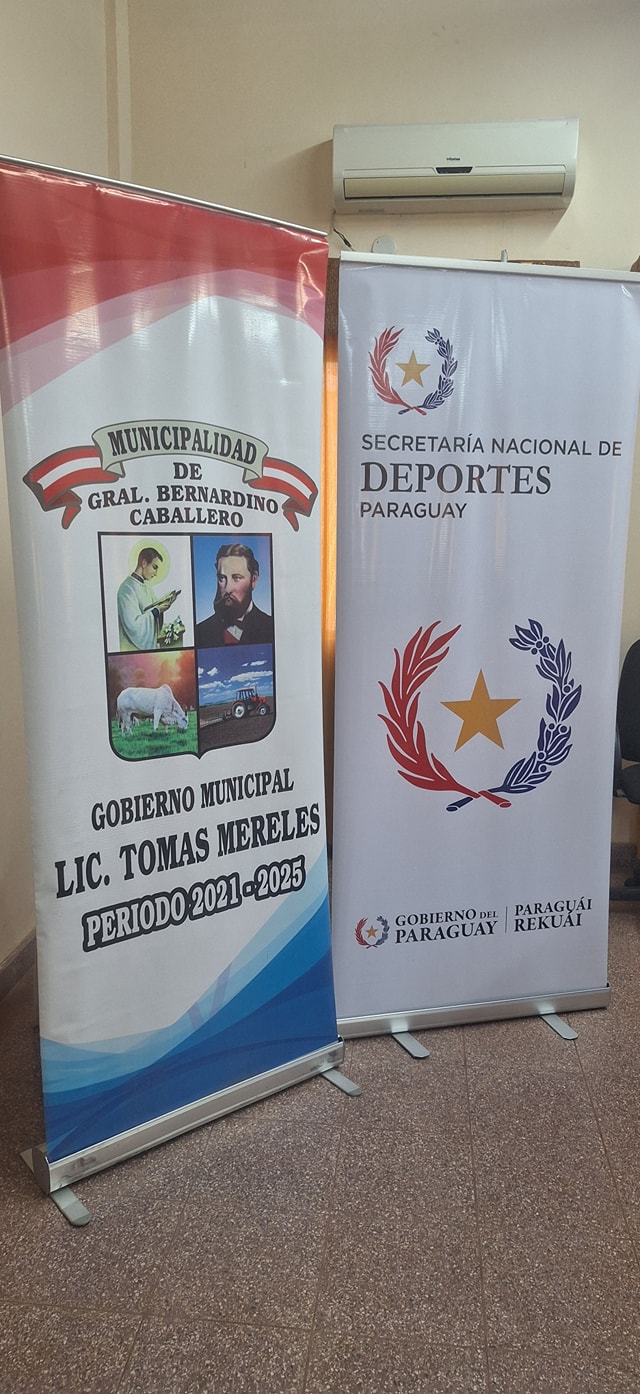 MUNICIPALIDAD
DE
GRAL. BERNARDINO
CABALLERO
GOBIERNO MUNICIPAL
LIC. TOMAS MERELES
PERIODO 2021 - 2025
SECRETARÍA NACIONAL DE
DEPORTES
PARAGUAY
GOBIERNO DEL
PARAGUAY
PARAGUÁI
REKUÁI